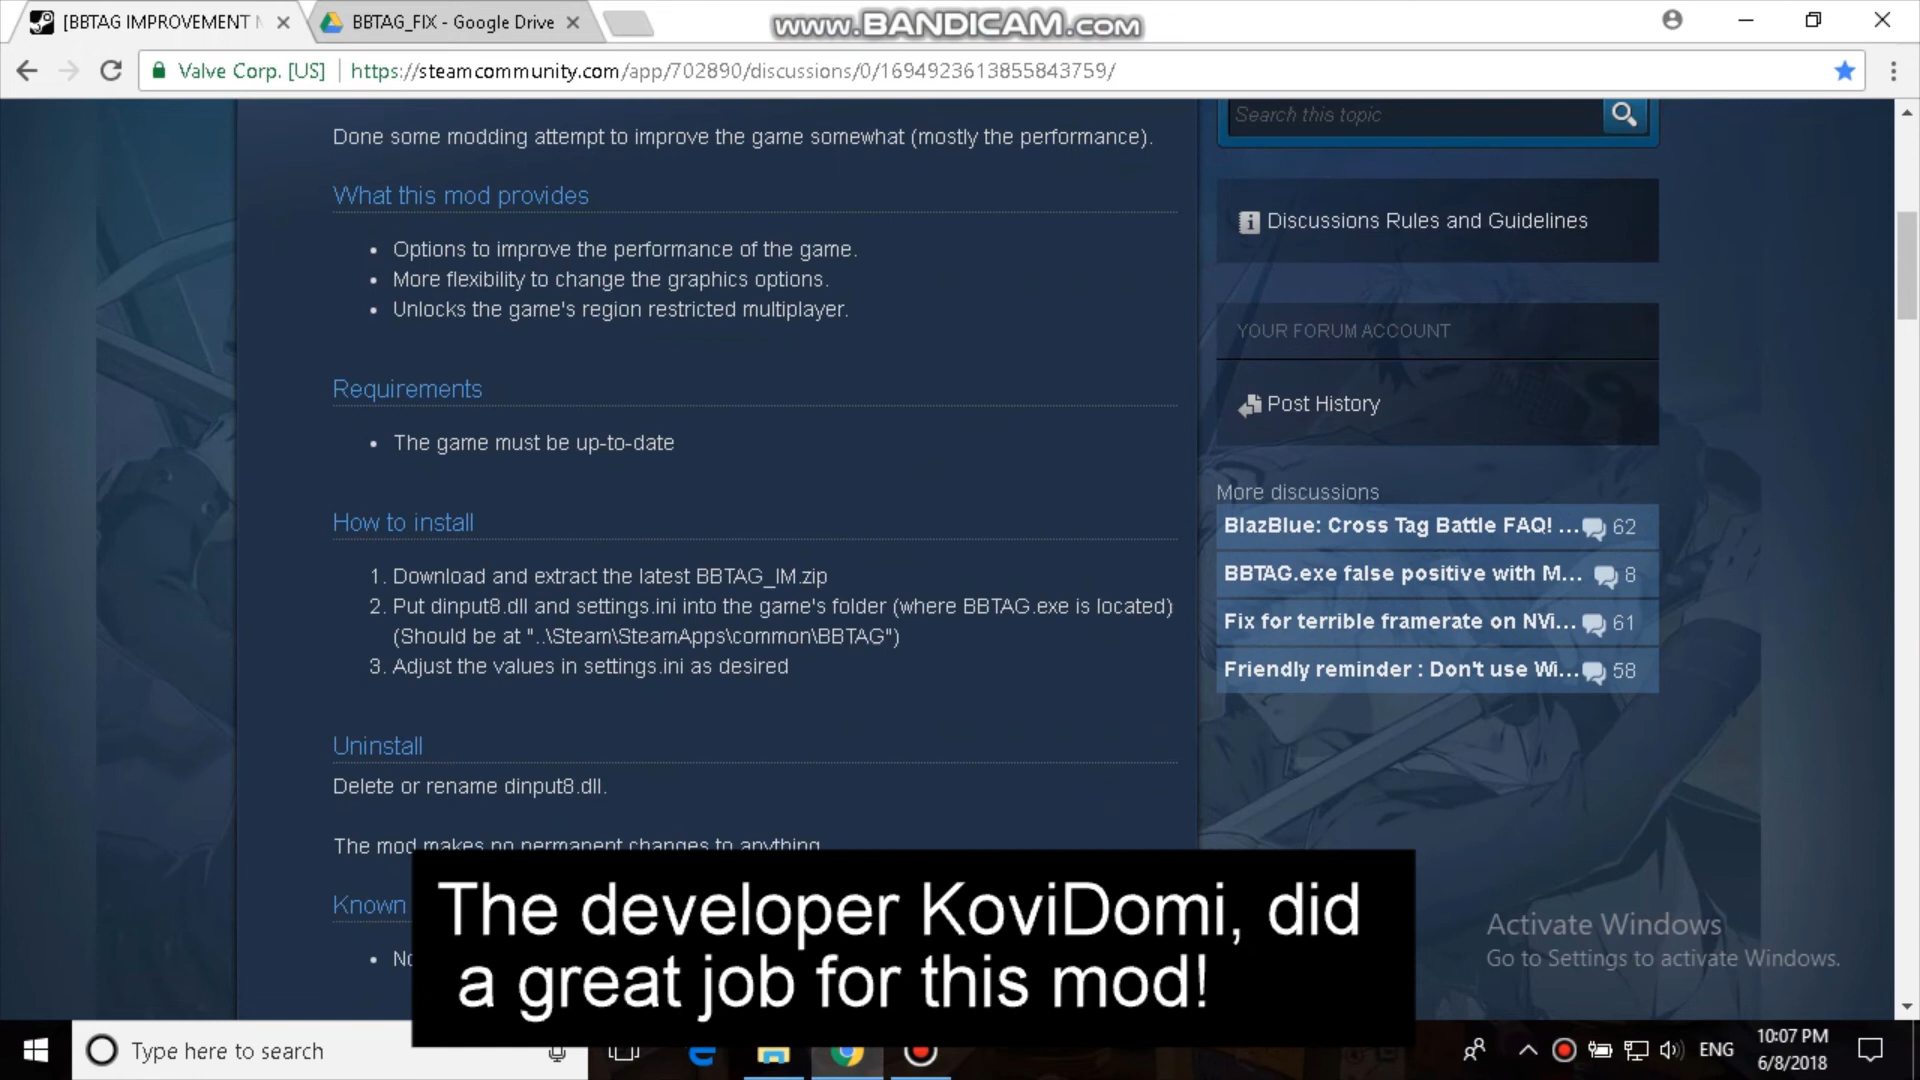 [BBTAG IMPROVEMENT
BBTAG_FIX - Google Drive
www.BANDICAM.com
Valve Corp. [US]
https://steamcommunity.com/app/702890/discussions/0/1694923613855843759/
Done some modding attempt to improve the game somewhat (mostly the performance).
What this mod provides
• Options to improve the performance of the game.
• More flexibility to change the graphics options.
• Unlocks the game's region restricted multiplayer.
Requirements
• The game must be up-to-date
How to install
1. Download and extract the latest BBTAG_IM.zip
2. Put dinput8.dll and settings.ini into the game's folder (where BBTAG.exe is located)
(Should be at "..\Steam\SteamApps\common\BBTAG")
3. Adjust the values in settings.ini as desired
Uninstall
Delete or rename dinput8.dll.
The mod makes no permanent changes to anything
Known
Search this topic
Discussions Rules and Guidelines
YOUR FORUM ACCOUNT
Post History
More discussions
BlazBlue: Cross Tag Battle FAQ! ... 62
BBTAG.exe false positive with M... 8
Fix for terrible framerate on NVi... 61
Friendly reminder : Don't use Wi... 58
The developer KoviDomi, did
a great job for this mod!
Activate Windows
Go to Settings to activate Windows.
Type here to search
ENG
10:07 PM
6/8/2018